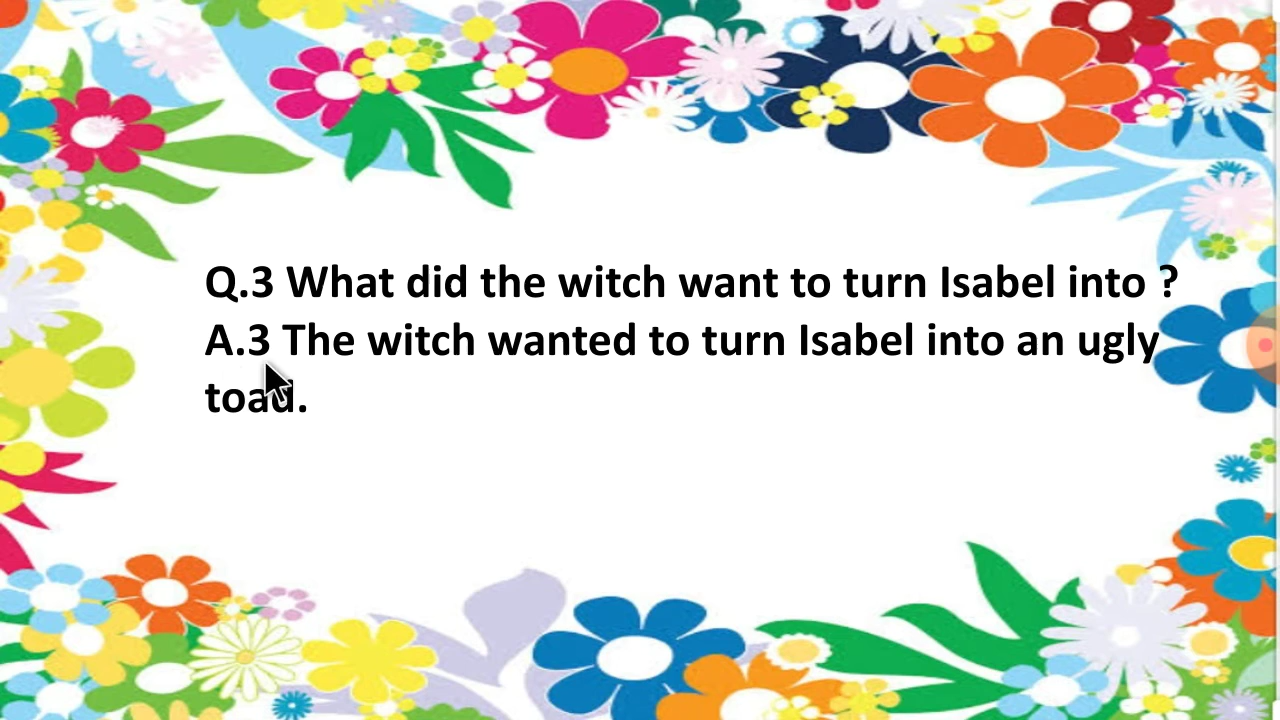 Q.3 What did the witch want to turn Isabel into ?
A.3 The witch wanted to turn Isabel into an ugly
toad.